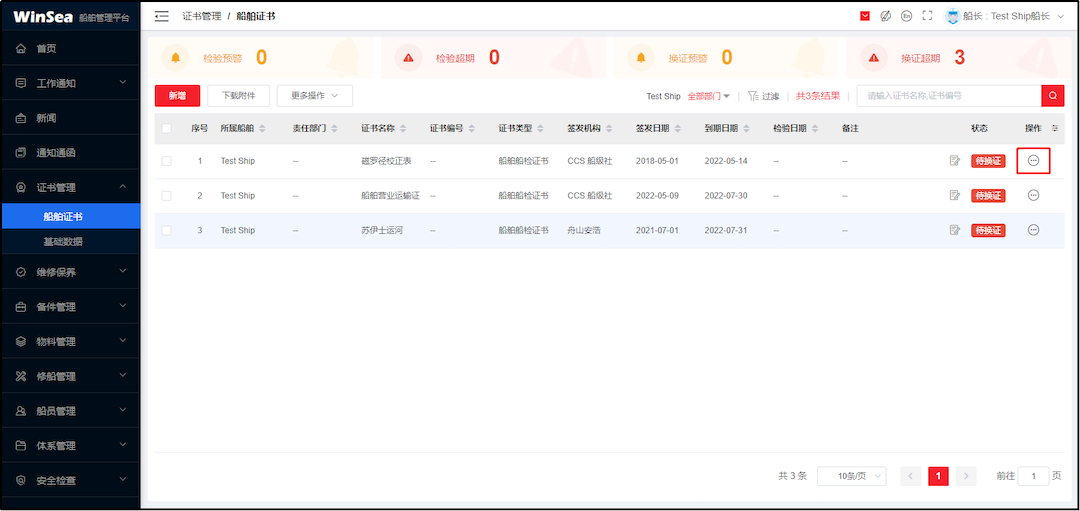 WinSea 船舶管理平台
首页
工作通知
新闻
通知通函
证书管理
船舶证书
基础数据
维修保养
备件管理
物料管理
修船管理
船员管理
体系管理
安全检查
证书管理 / 船舶证书
En 船长 : Test Ship船长
检验预警 0 检验超期 0 换证预警 0 换证超期 3
新增 下载附件 更多操作 Test Ship 全部部门 过滤 共3条结果 请输入证书名称,证书编号
序号 所属船舶 责任部门 证书名称 证书编号 证书类型 签发机构 签发日期 到期日期 检验日期 备注 状态 操作
1 Test Ship -- 磁罗径校正表 -- 船舶船检证书 CCS 船级社 2018-05-01 2022-05-14 -- -- 待换证
2 Test Ship -- 船舶营业运输证 -- 船舶船检证书 CCS 船级社 2022-05-09 2022-07-30 -- -- 待换证
3 Test Ship -- 苏伊士运河 -- 船舶船检证书 舟山安浩 2021-07-01 2022-07-31 -- -- 待换证
共 3 条 10条/页 1 前往 1 页